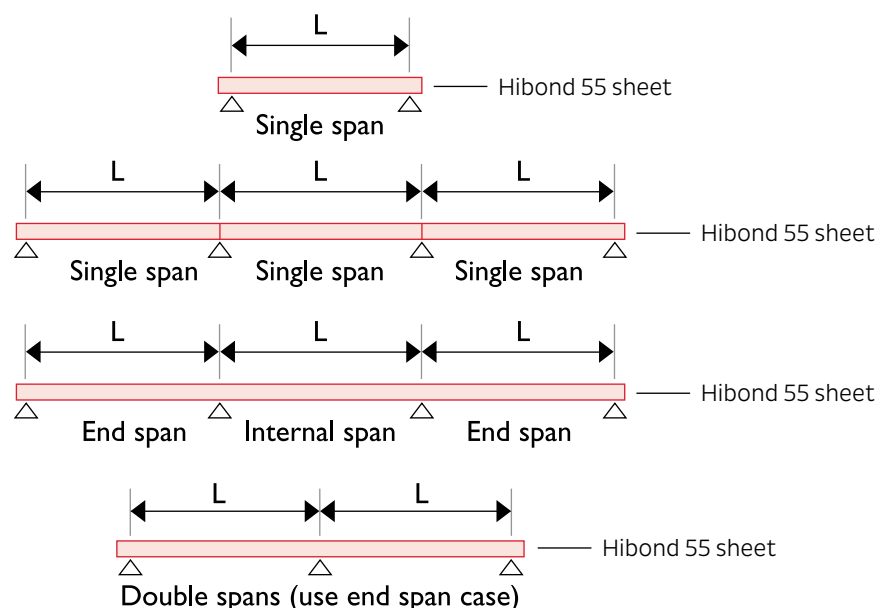 L
Hibond 55 sheet
Single span
L L L
Hibond 55 sheet
Single span Single span Single span
L L L
Hibond 55 sheet
End span Internal span End span
L L
Hibond 55 sheet
Double spans (use end span case)